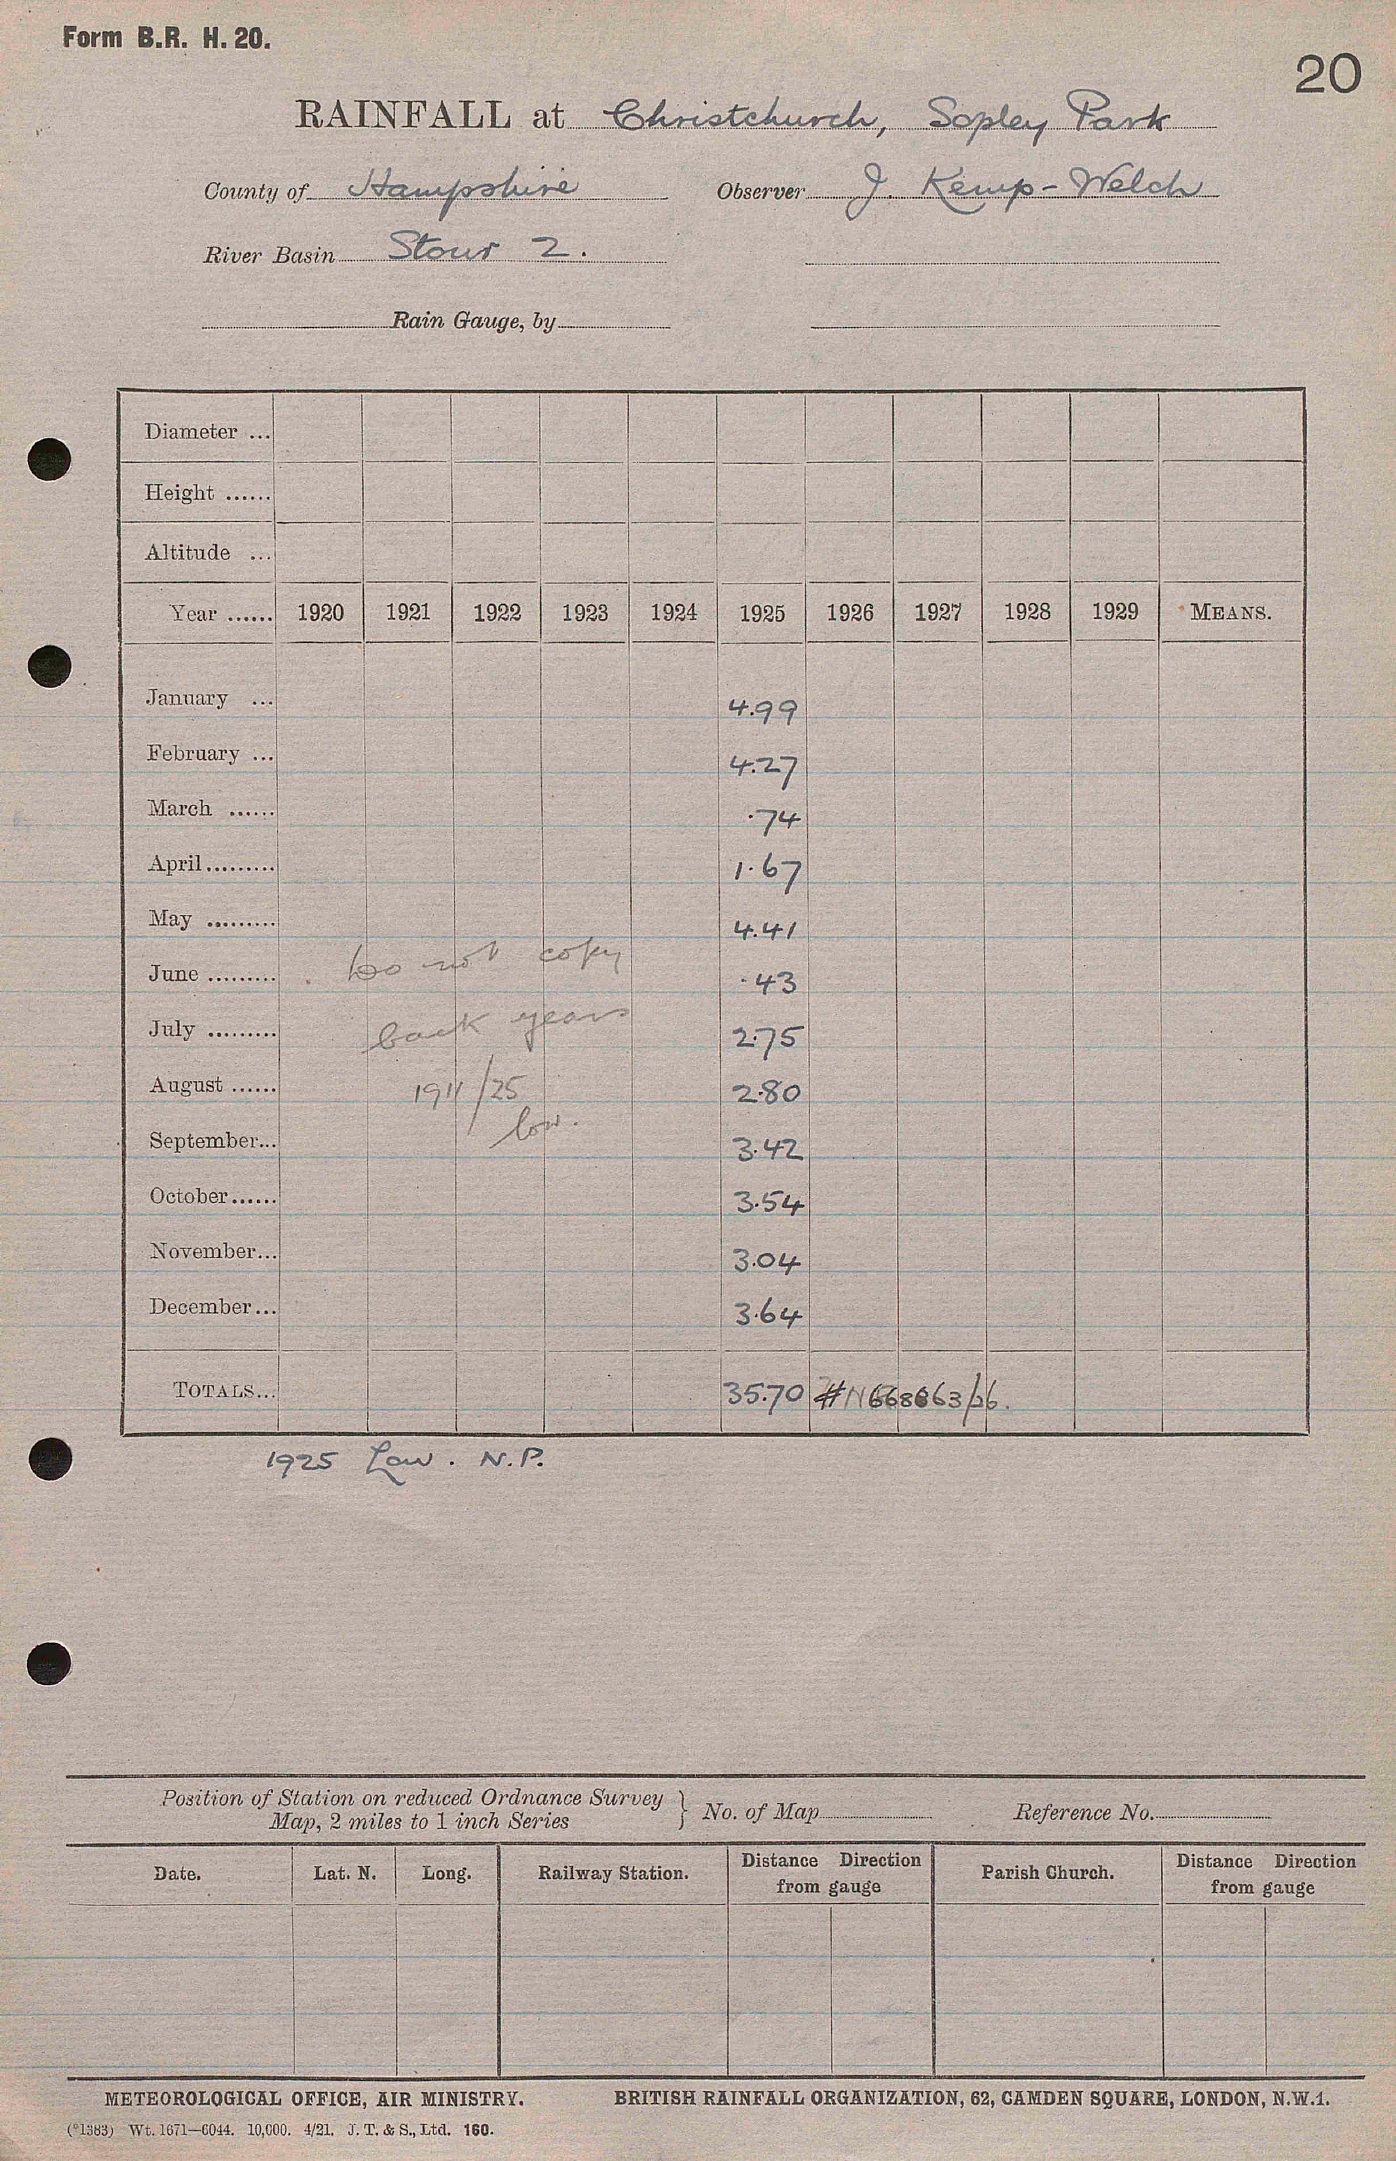 Form B.R. H. 20.
20
RAINFALL at Christchurch, Sopley Park
County of Hampshire Observer J. Kemp-Welch
River Basin Stour 2.
Rain Gauge, by
Diameter ...
Height ......
Altitude ...
Year ...... 1920 1921 1922 1923 1924 1925 1926 1927 1928 1929 MEANS.
January ... 4.99
February ... 4.27
March ...... .74
April ......... 1.67
May ......... 4.41
Do not copy
June ......... .43
back years
July ......... 2.75
1911/25
August ...... 2.80
low.
September... 3.42
October ...... 3.54
November... 3.04
December... 3.64
TOTALS... 35.70
1925 Low. N.P.
Position of Station on reduced Ordnance Survey
Map, 2 miles to 1 inch Series } No. of Map Reference No.
Date. Lat. N. Long. Railway Station. Distance Direction from gauge Parish Church. Distance Direction from gauge
METEOROLOGICAL OFFICE, AIR MINISTRY. BRITISH RAINFALL ORGANIZATION, 62, CAMDEN SQUARE, LONDON, N.W.1.
(*1383) Wt. 1671—6044. 10,000. 4/21. J. T. & S., Ltd. 160.